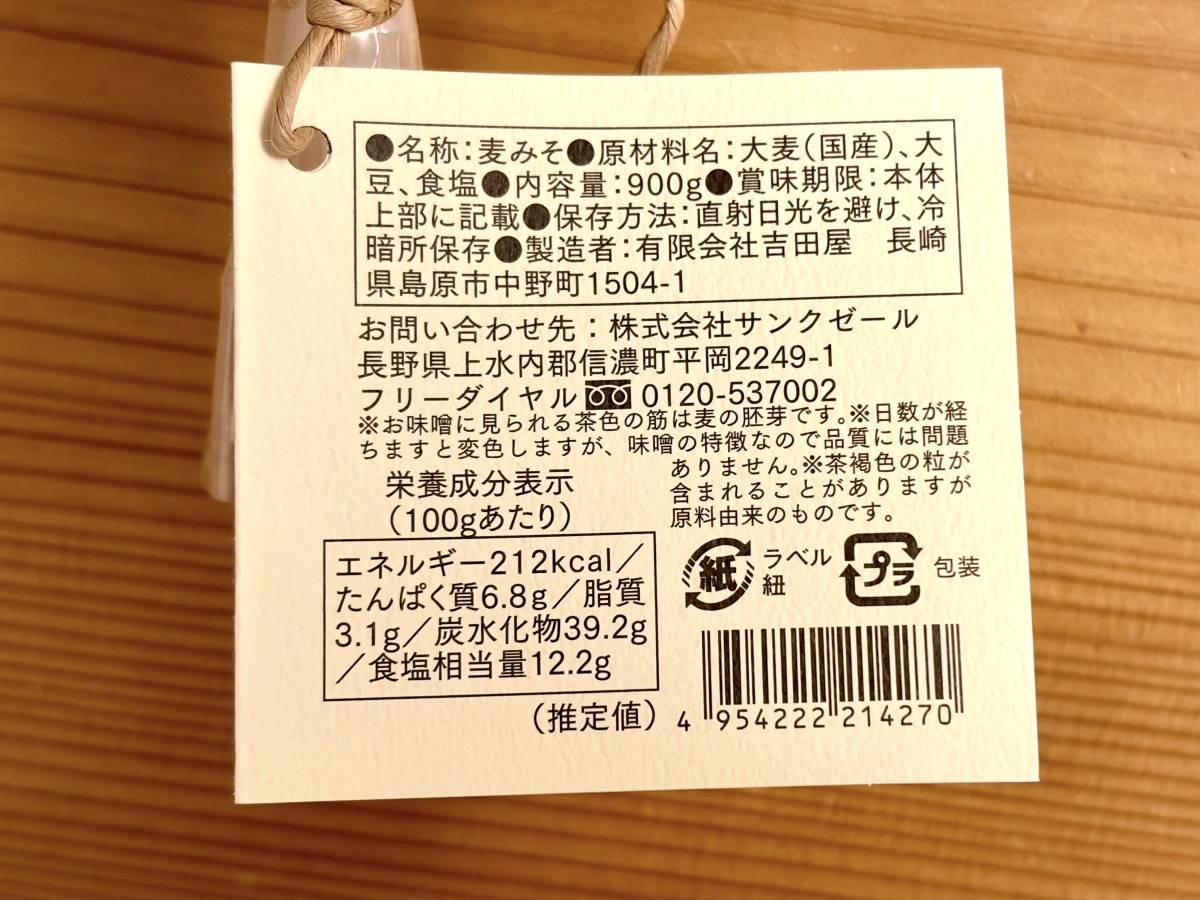 ●名称:麦みそ●原材料名:大麦(国産)、大
豆、食塩●内容量:900g●賞味期限:本体
上部に記載●保存方法:直射日光を避け、冷
暗所保存●製造者:有限会社吉田屋　長崎
県島原市中野町1504-1
お問い合わせ先:株式会社サンクゼール
長野県上水内郡信濃町平岡2249-1
フリーダイヤル 0120-537002
※お味噌に見られる茶色の筋は麦の胚芽です。※日数が経
ちますと変色しますが、味噌の特徴なので品質には問題
ありません。※茶褐色の粒が
含まれることがありますが
原料由来のものです。
栄養成分表示
(100gあたり)
エネルギー212kcal/
たんぱく質6.8g/脂質
3.1g/炭水化物39.2g
/食塩相当量12.2g
(推定値)
紙 ラベル
紐
プラ 包装
4 954222 214270